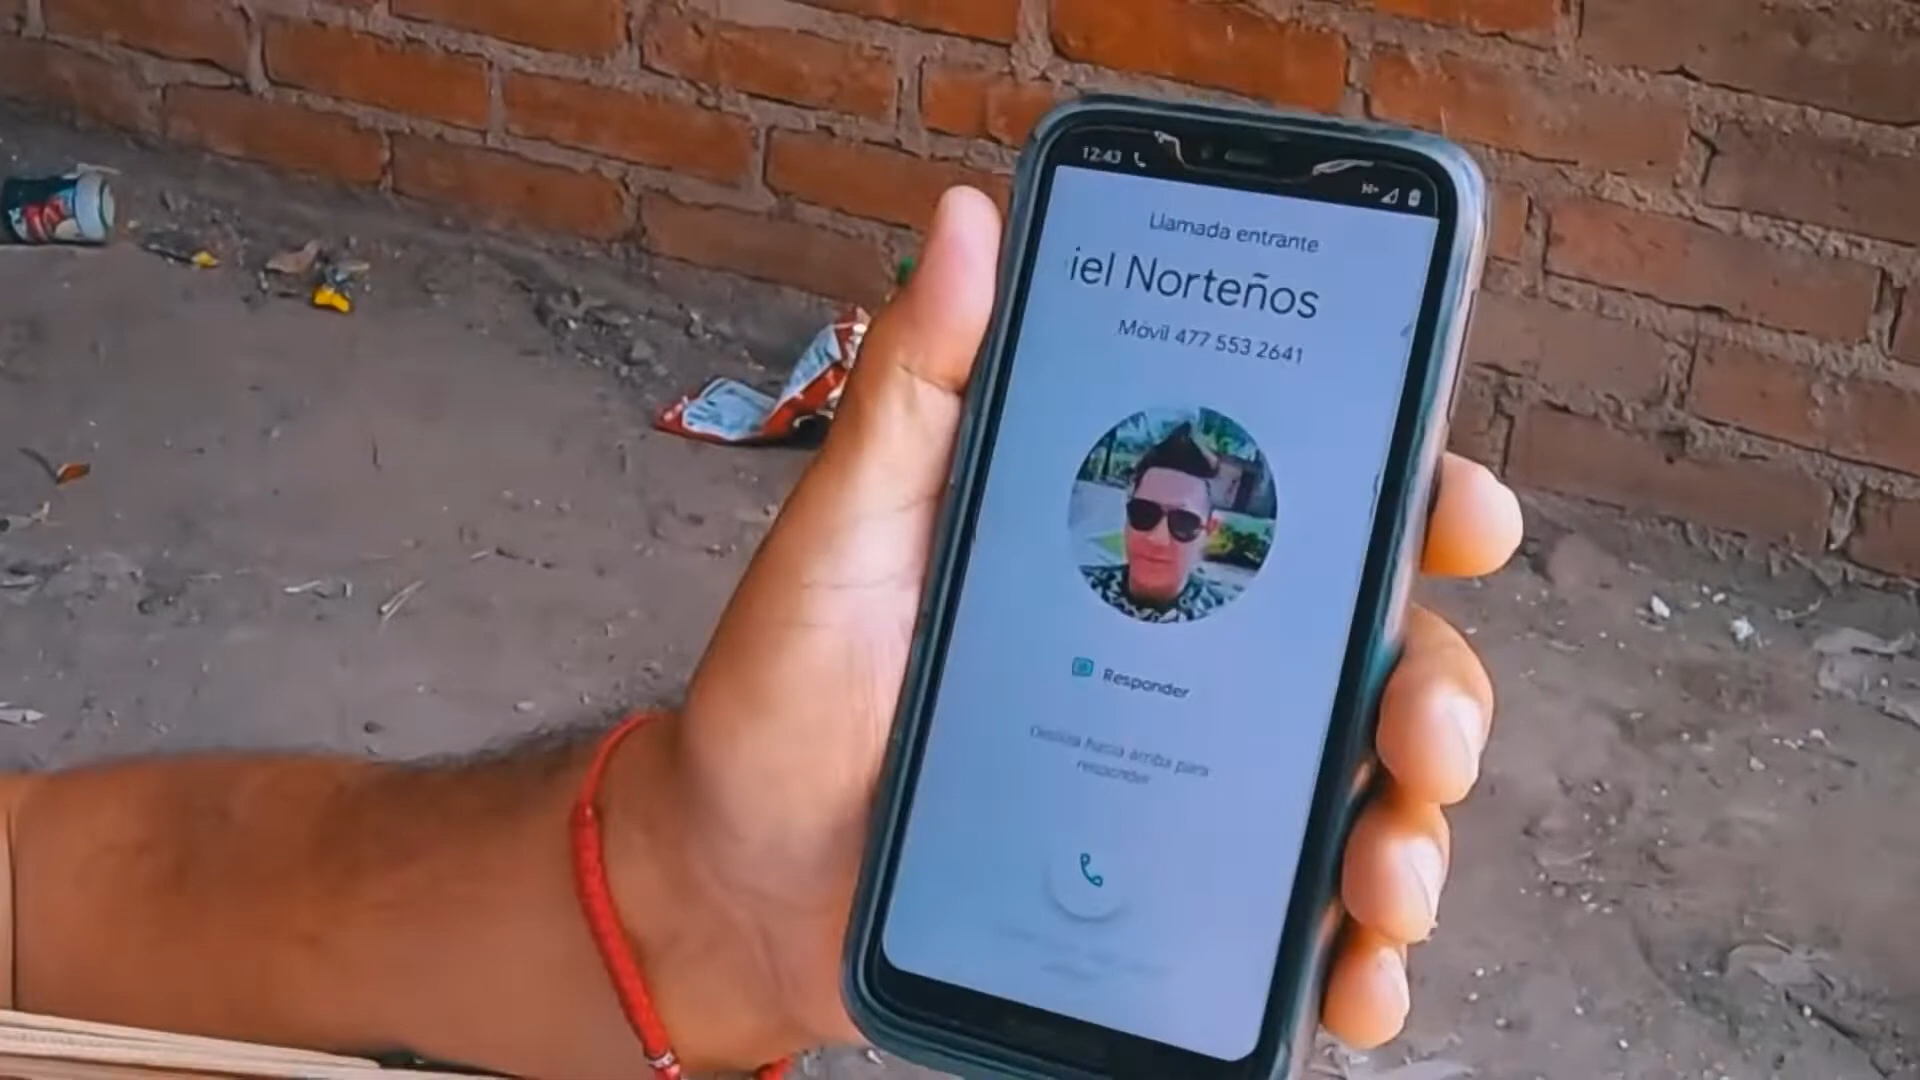 12:43
H+
Llamada entrante
iel Norteños
Móvil 477 553 2641
Responder
Desliza hacia arriba para
responder